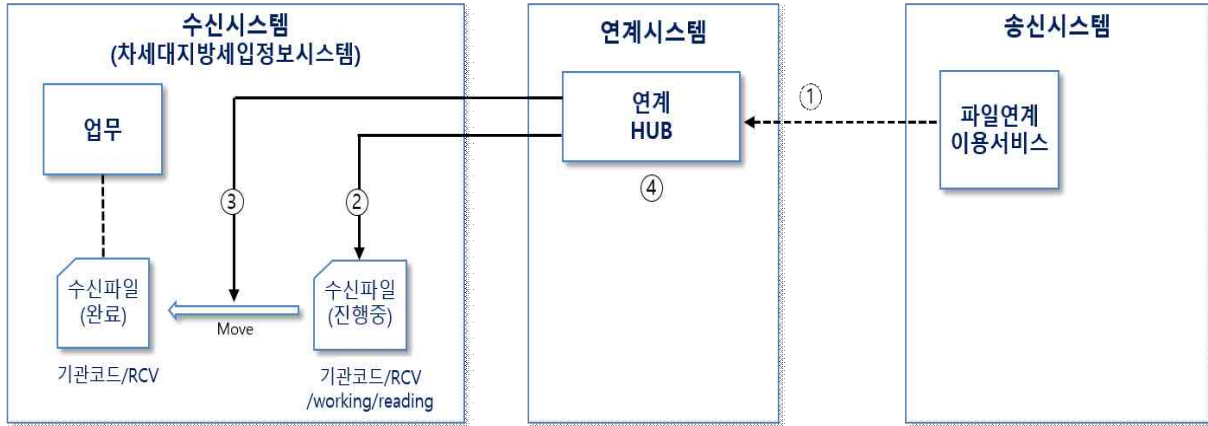 수신시스템
(차세대지방세입정보시스템)
업무
③
②
수신파일
(완료)
Move
수신파일
(진행중)
기관코드/RCV
기관코드/RCV
/working/reading
연계시스템
연계
HUB
④
①
송신시스템
파일연계
이용서비스